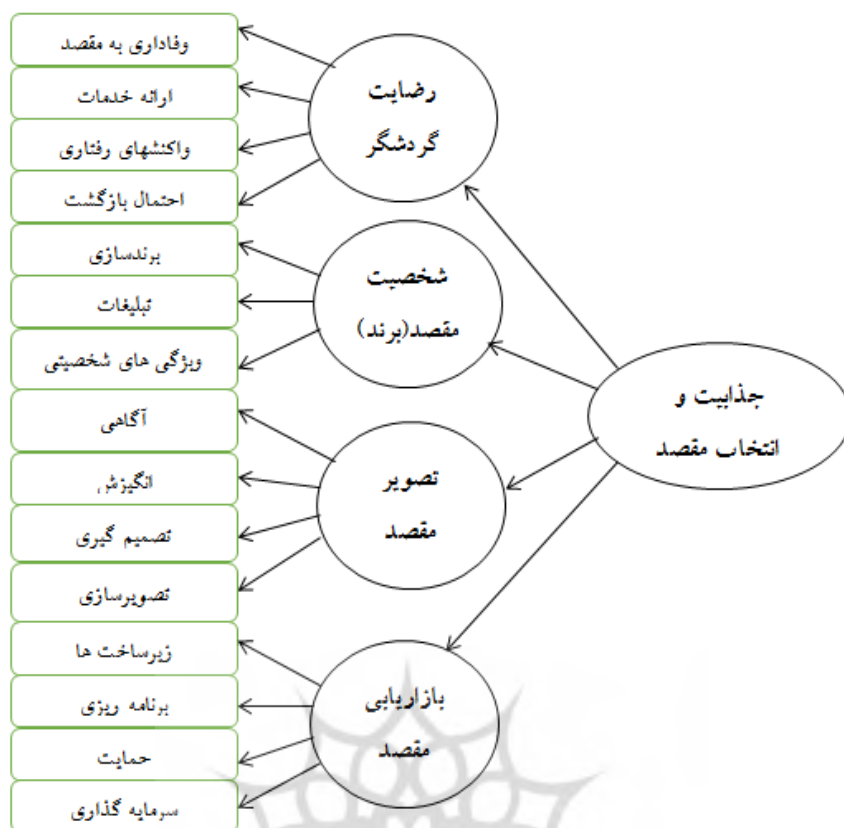 جذابیت و
انتخاب مقصد
رضایت
گردشگر
وفاداری به مقصد
ارائه خدمات
واکنشهای رفتاری
احتمال بازگشت
شخصیت
مقصد(برند)
برندسازی
تبلیغات
ویژگی های شخصیتی
تصویر
مقصد
آگاهی
انگیزش
تصمیم گیری
تصویرسازی
بازاریابی
مقصد
زیرساخت ها
برنامه ریزی
حمایت
سرمایه گذاری